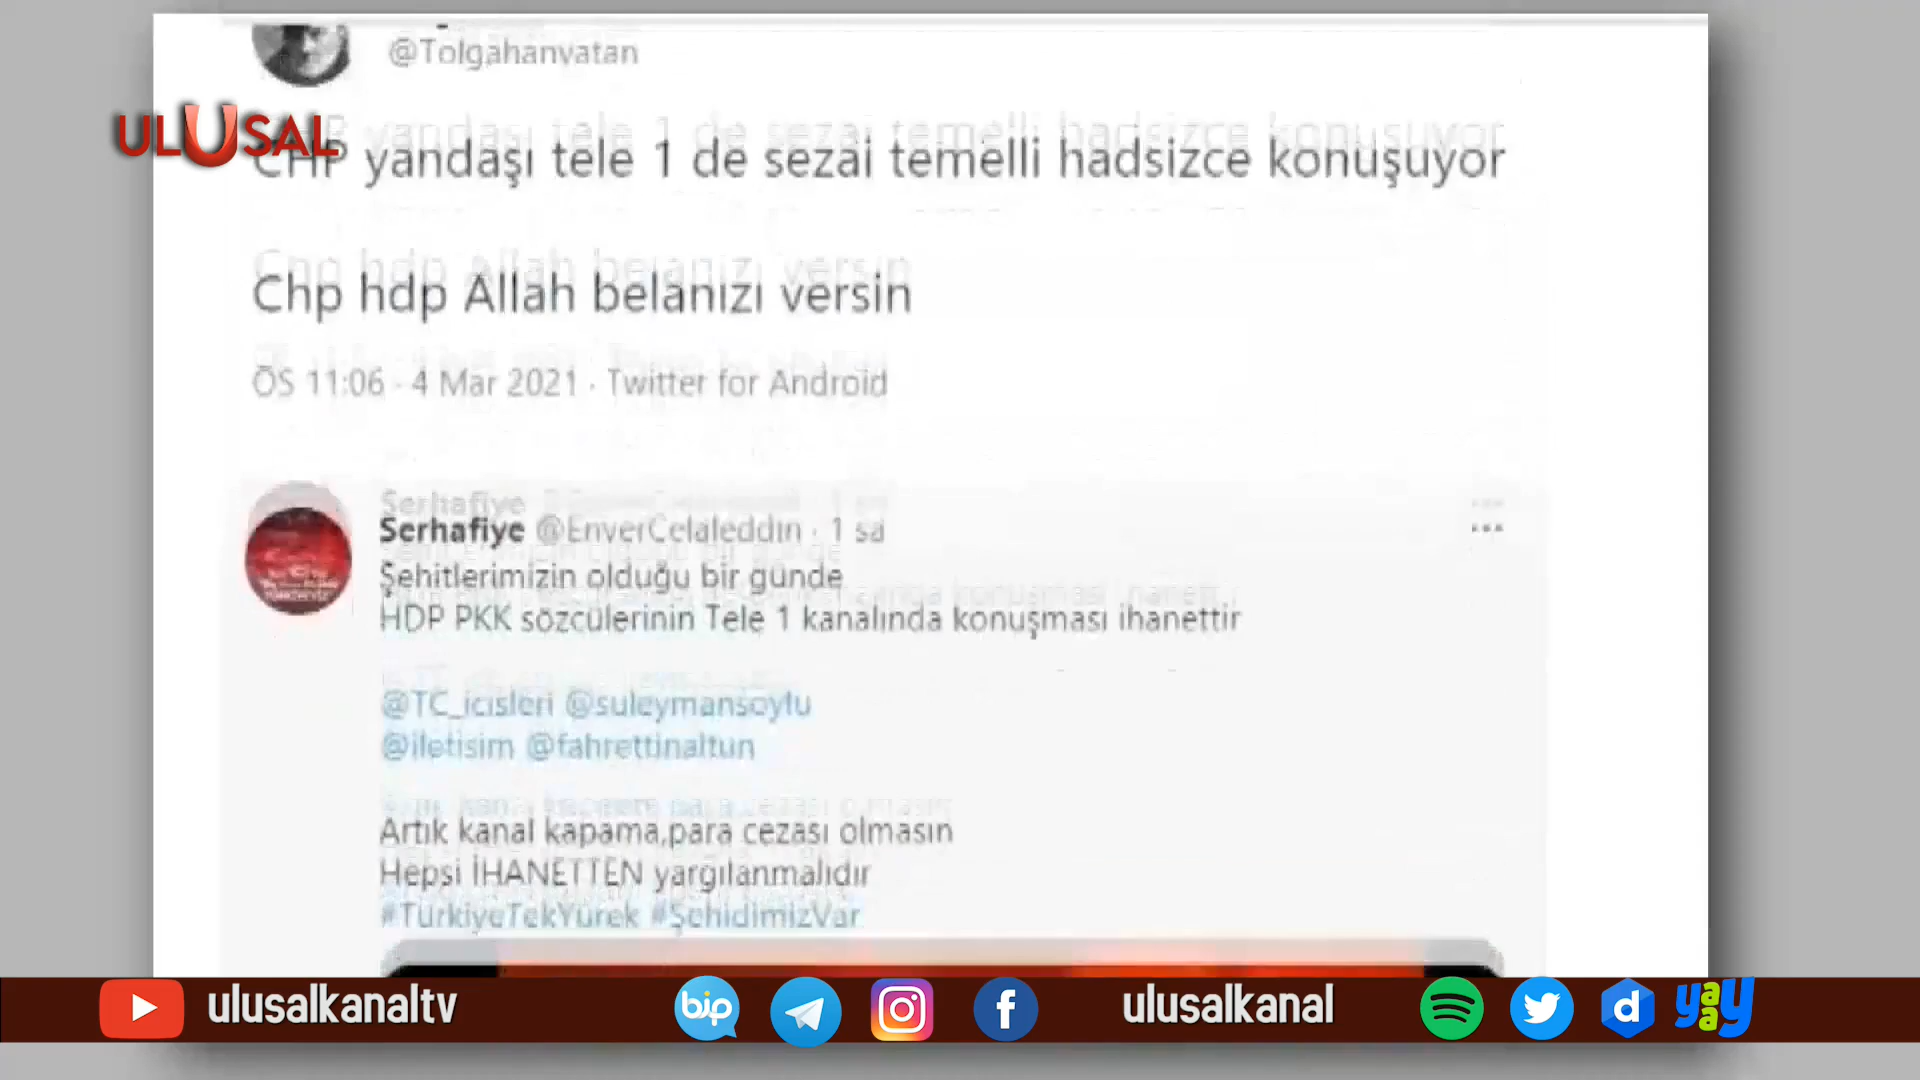 @Tolgahanvatan
ULUSAL
CHP yandaşı tele 1 de sezai temelli hadsizce konuşuyor
Chp hdp Allah belanızı versin
ÖS 11:06 · 4 Mar 2021 · Twitter for Android
Serhafiye @EnverCelaleddin · 1 sa
Şehitlerimizin olduğu bir günde
HDP PKK sözcülerinin Tele 1 kanalında konuşması ihanettir
@TC_icisleri @suleymansoylu
@iletisim @fahrettinaltun
Artık kanal kapama,para cezası olmasın
Hepsi İHANETTEN yargılanmalıdır
#TürkiyeTekYürek #ŞehidimizVar
ulusalkanaltv bip ulusalkanal d yaay